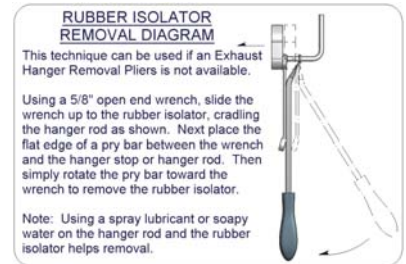 RUBBER ISOLATOR
REMOVAL DIAGRAM
This technique can be used if an Exhaust
Hanger Removal Pliers is not available.
Using a 5/8" open end wrench, slide the
wrench up to the rubber isolator, cradling
the hanger rod as shown. Next place the
flat edge of a pry bar between the wrench
and the hanger stop or hanger rod. Then
simply rotate the pry bar toward the
wrench to remove the rubber isolator.
Note: Using a spray lubricant or soapy
water on the hanger rod and the rubber
isolator helps removal.